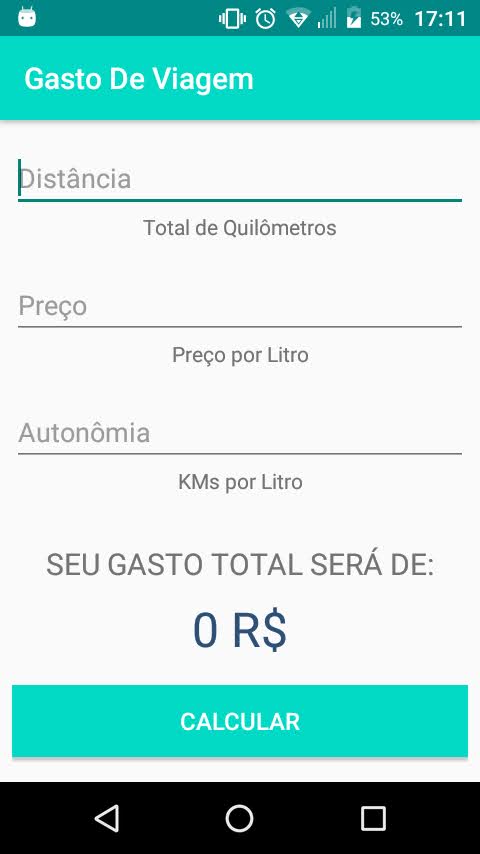 53% 17:11
Gasto De Viagem
Distância
Total de Quilômetros
Preço
Preço por Litro
Autonômia
KMs por Litro
SEU GASTO TOTAL SERÁ DE:
0 R$
CALCULAR